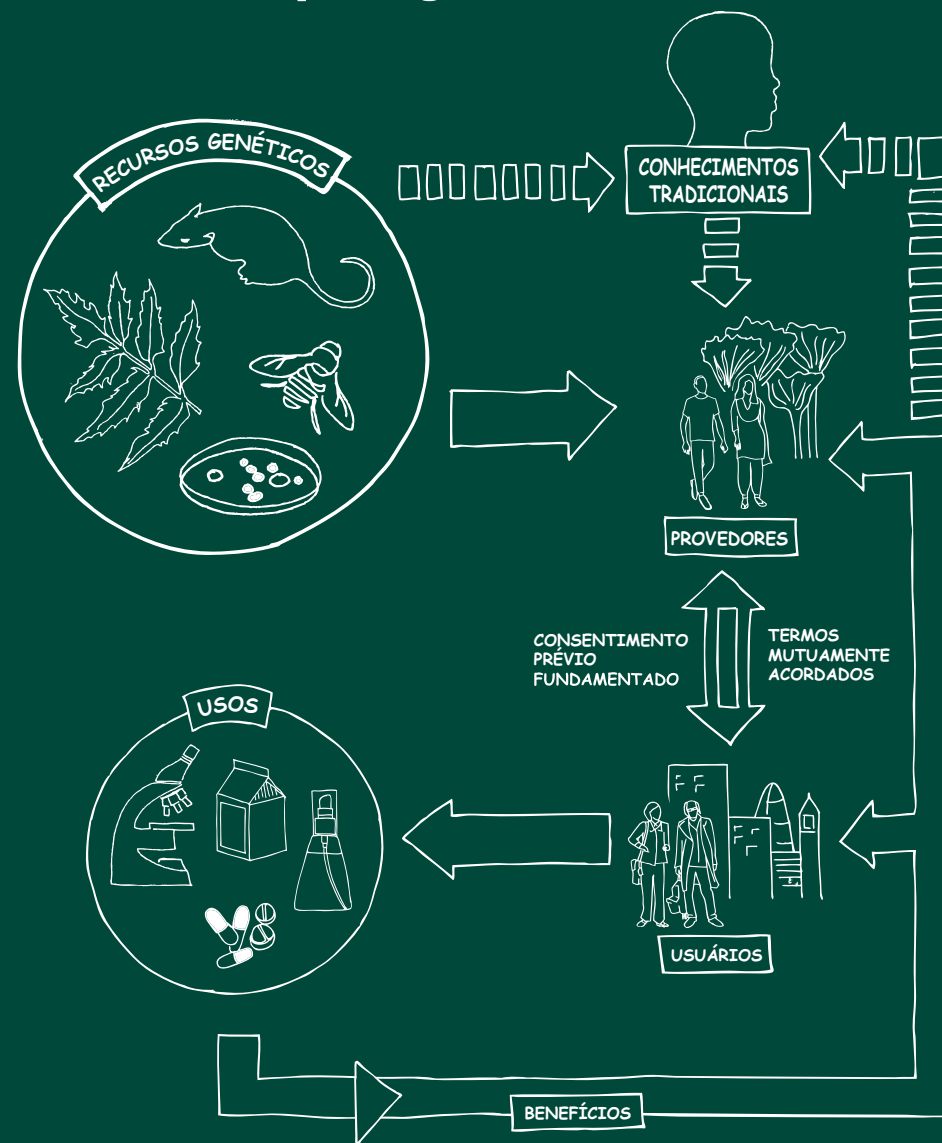 RECURSOS GENÉTICOS
CONHECIMENTOS
TRADICIONAIS
PROVEDORES
CONSENTIMENTO
PRÉVIO
FUNDAMENTADO
TERMOS
MUTUAMENTE
ACORDADOS
USOS
USUÁRIOS
BENEFÍCIOS